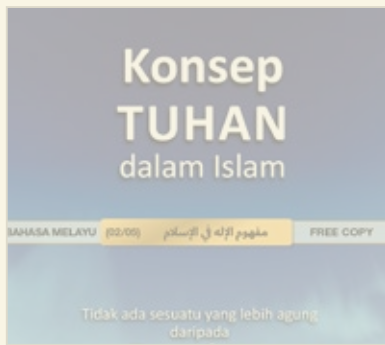 Konsep
TUHAN
dalam Islam
BAHASA MELAYU (02/05) مفهوم الإله في الإسلام FREE COPY
Tidak ada sesuatu yang lebih agung
daripada